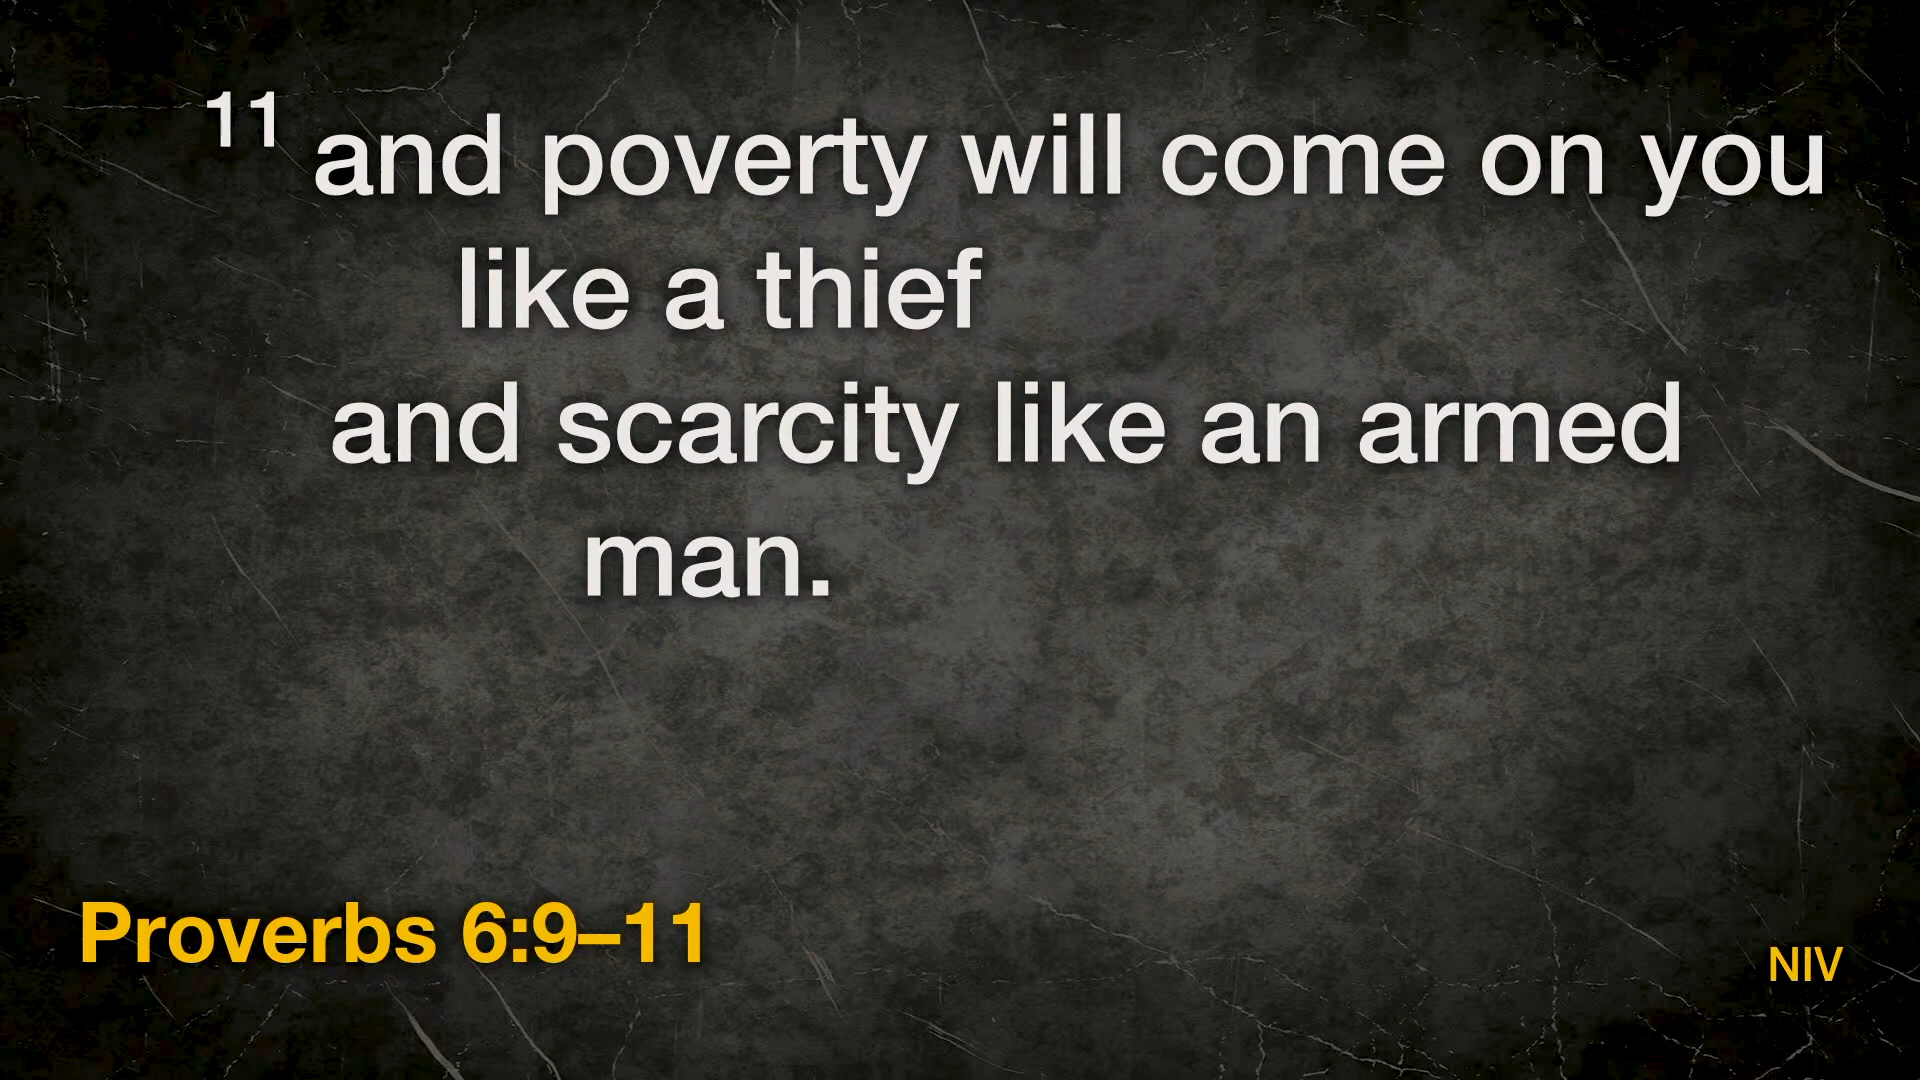 11 and poverty will come on you
like a thief
and scarcity like an armed
man.
Proverbs 6:9–11
NIV